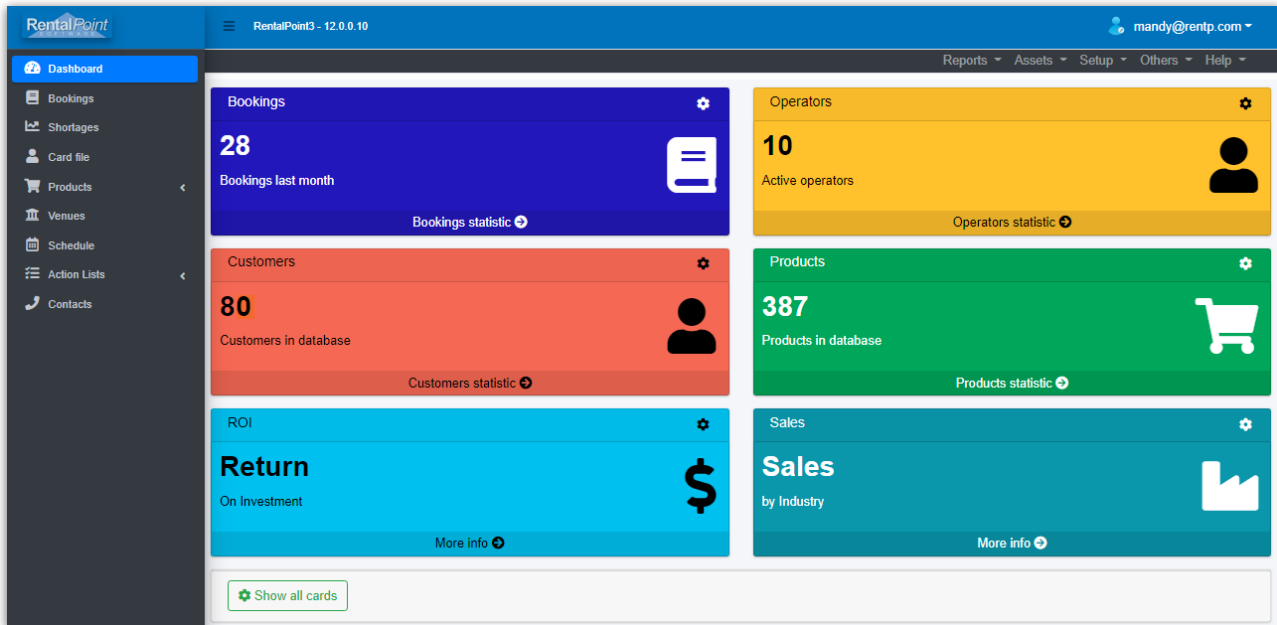 RentalPoint
SOFTWARE
RentalPoint3 - 12.0.0.10
mandy@rentp.com
Reports Assets Setup Others Help
Dashboard
Bookings
Shortages
Card file
Products
Venues
Schedule
Action Lists
Contacts
Bookings
28
Bookings last month
Bookings statistic
Operators
10
Active operators
Operators statistic
Customers
80
Customers in database
Customers statistic
Products
387
Products in database
Products statistic
ROI
Return
On Investment
More info
Sales
Sales
by Industry
More info
Show all cards